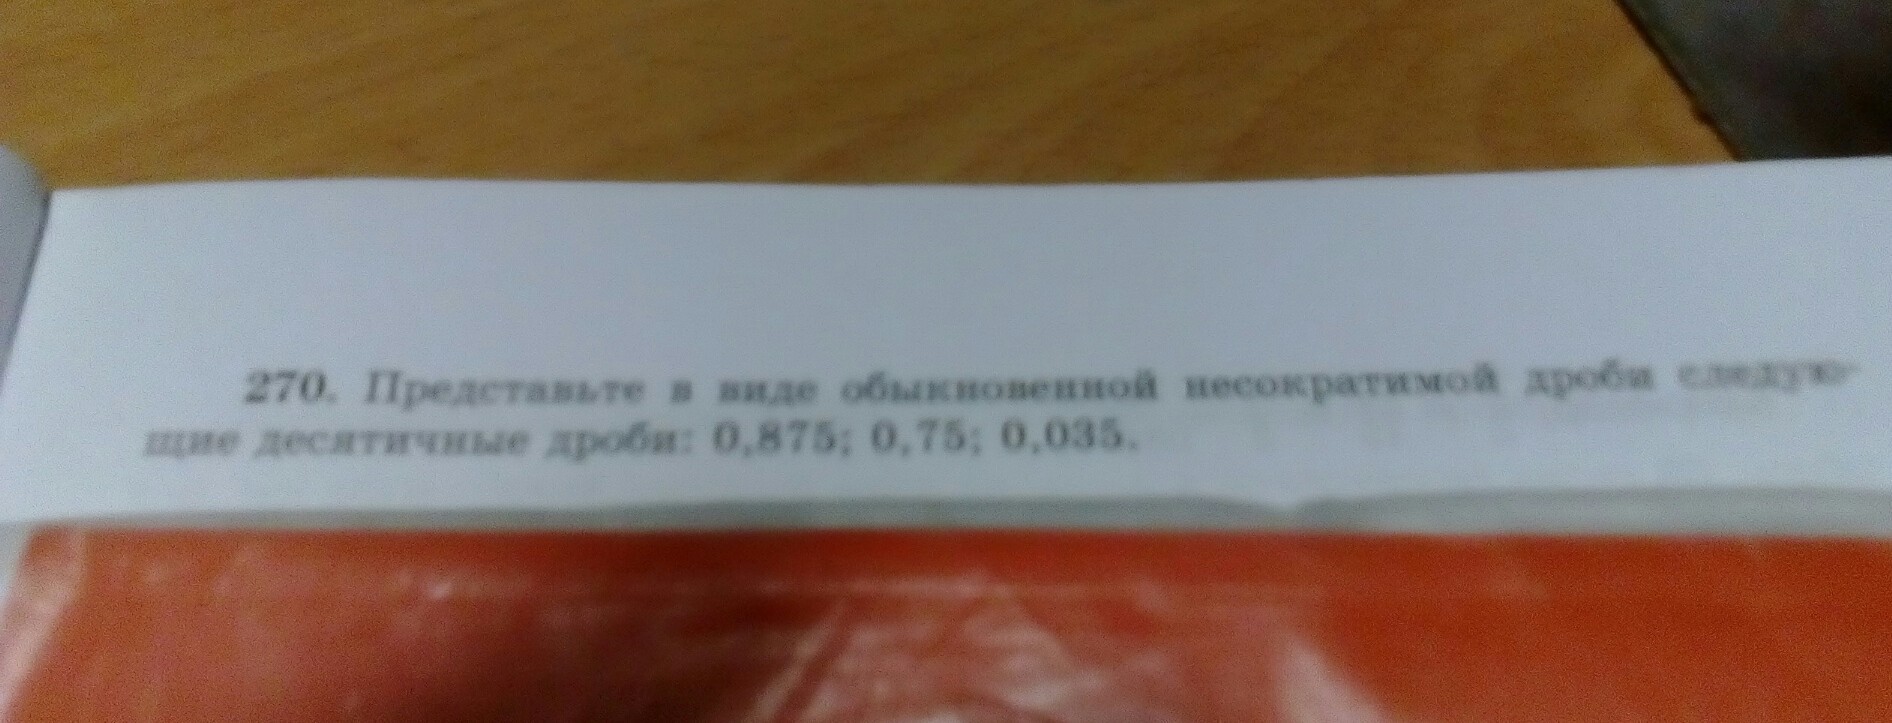 270. Представьте в виде обыкновенной несократимой дроби следую-
щие десятичные дроби: 0,875; 0,75; 0,035.